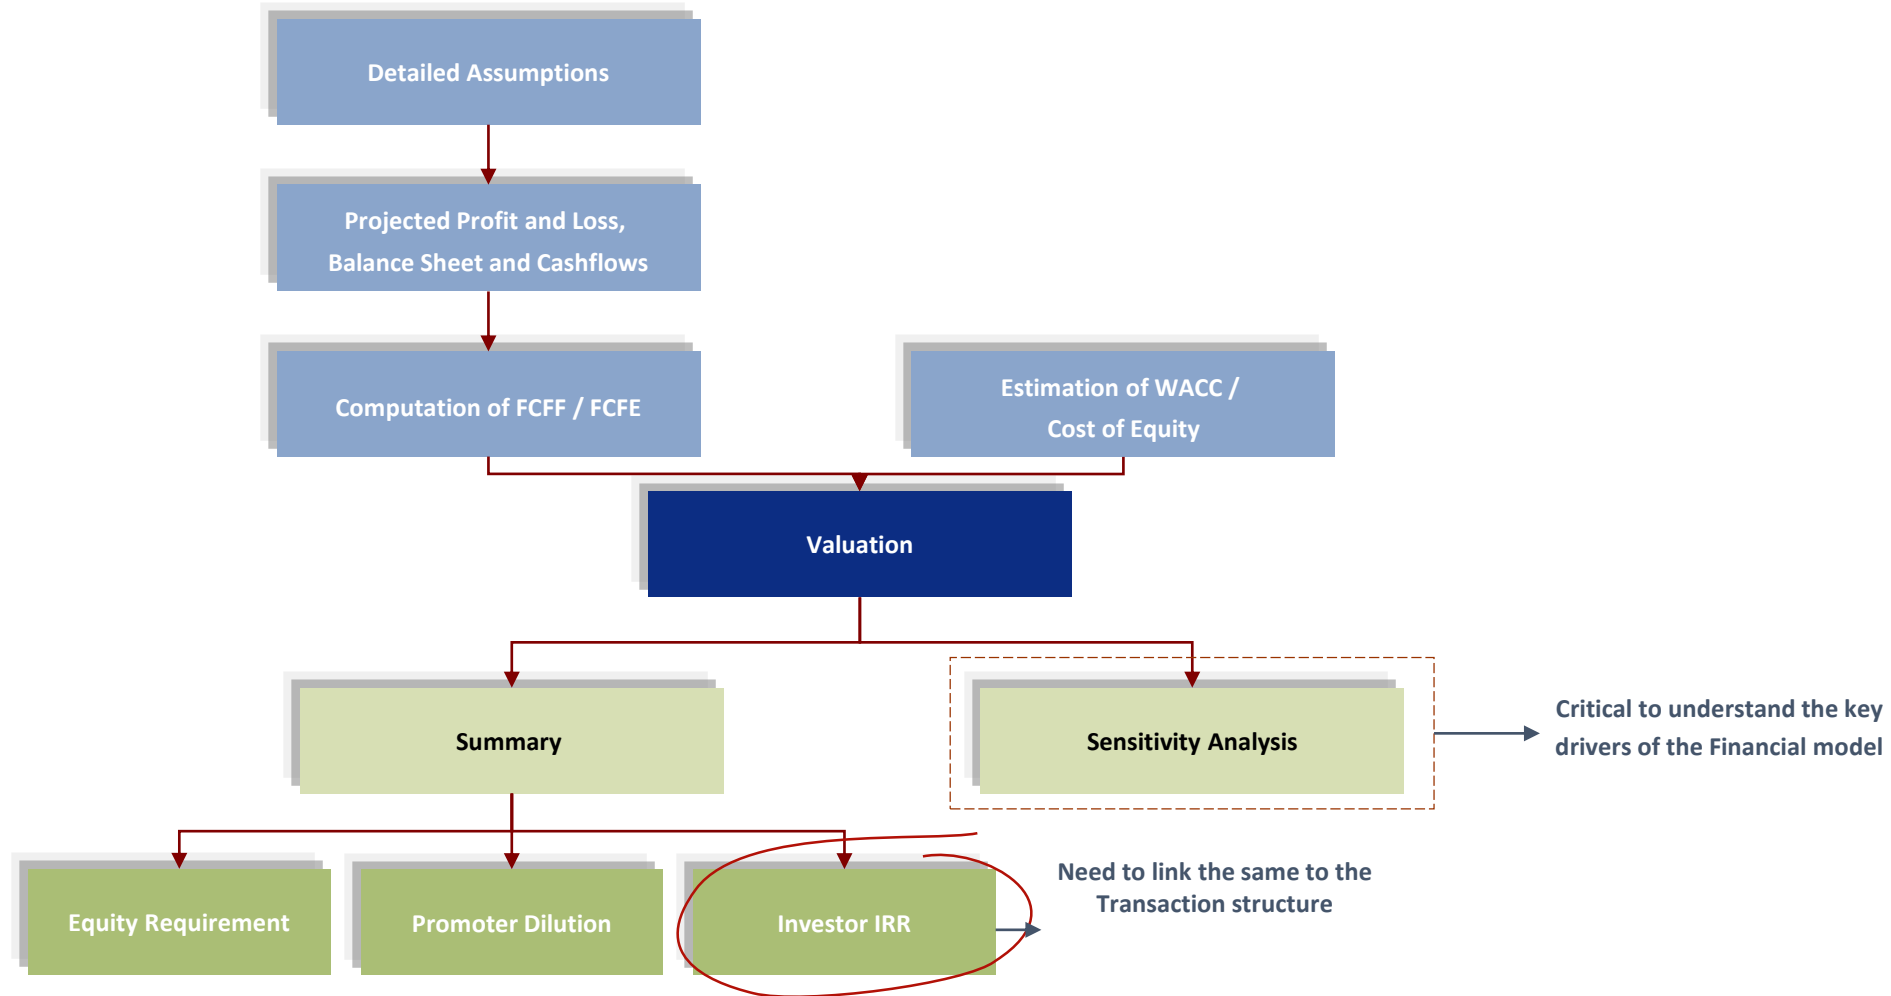 Detailed Assumptions
Projected Profit and Loss,
Balance Sheet and Cashflows
Computation of FCFF / FCFE
Estimation of WACC /
Cost of Equity
Valuation
Summary
Sensitivity Analysis
Critical to understand the key
drivers of the Financial model
Equity Requirement
Promoter Dilution
Investor IRR
Need to link the same to the
Transaction structure